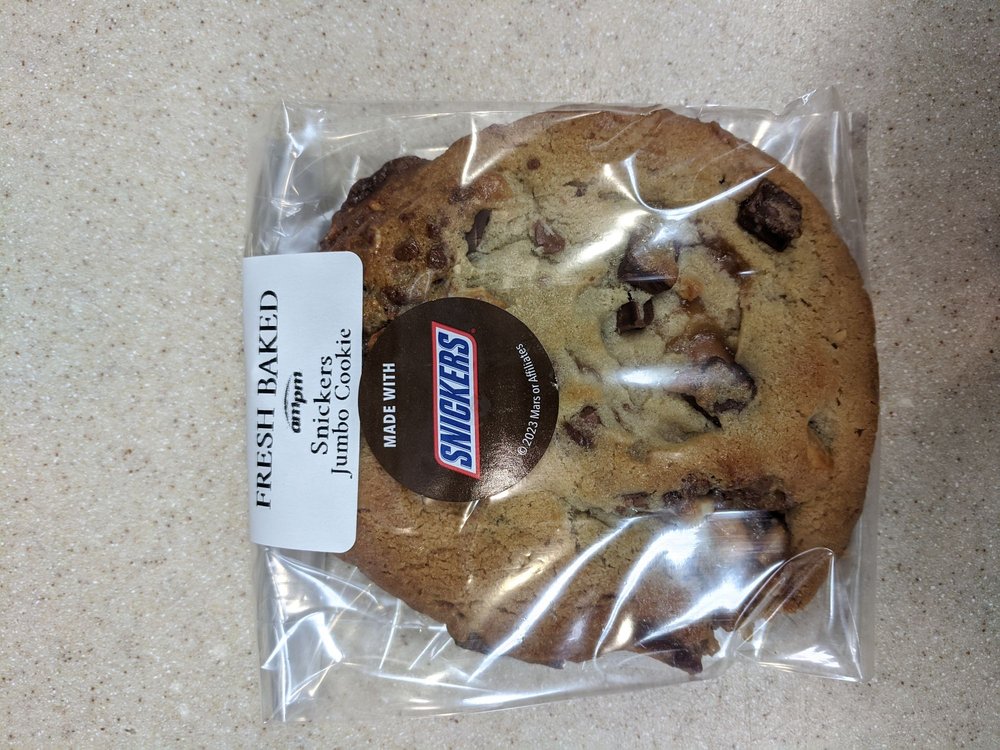 FRESH BAKED
ampm
Snickers
Jumbo Cookie
MADE WITH
SNICKERS®
©2023 Mars or Affiliates